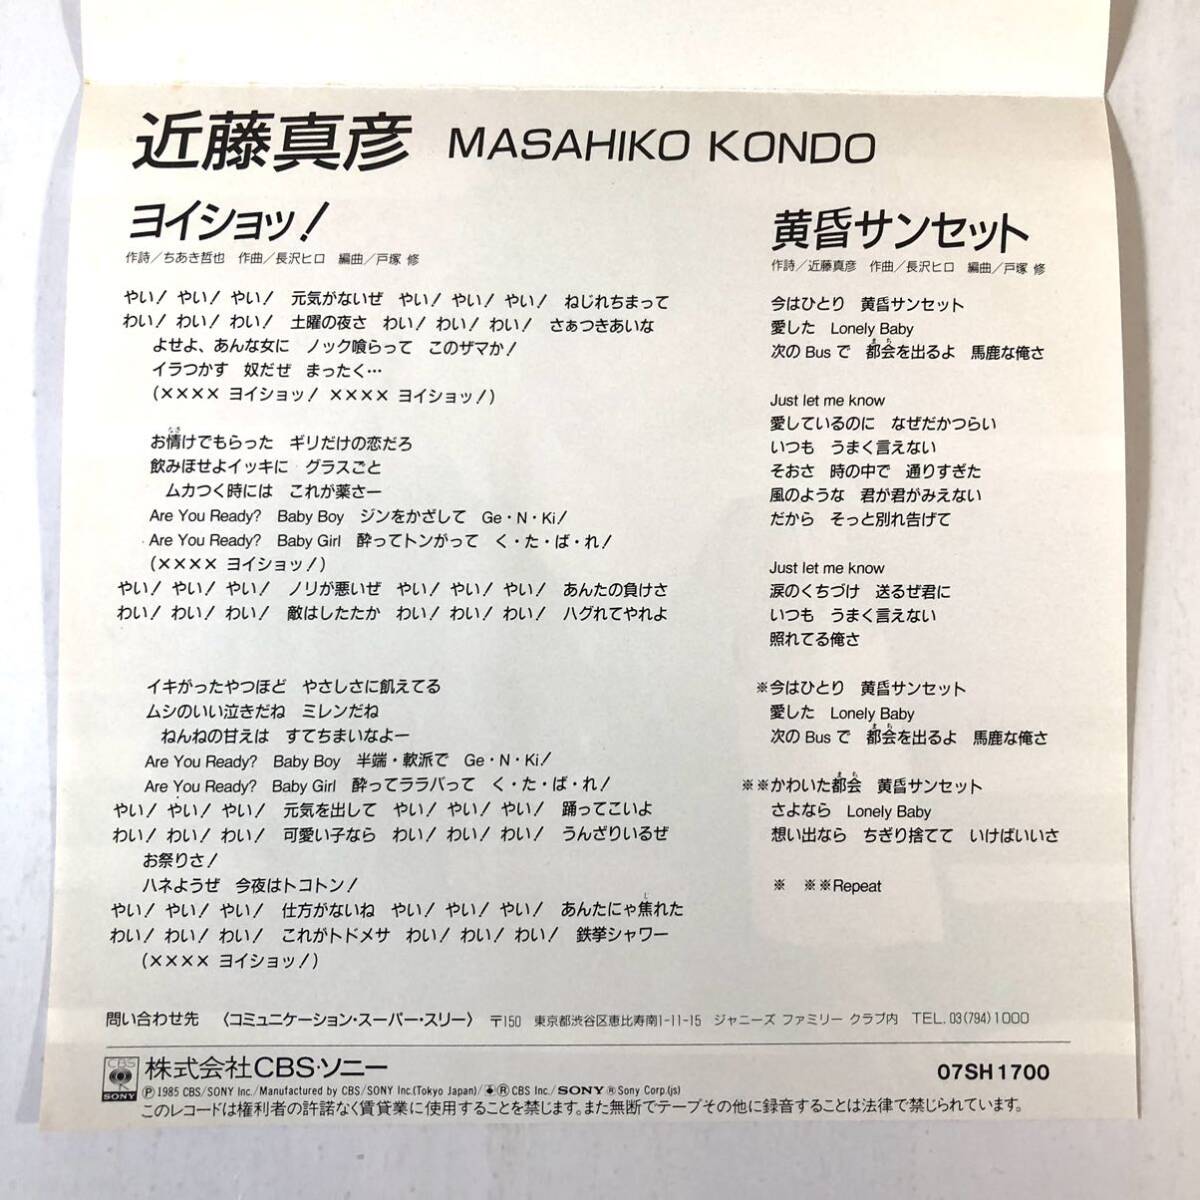 近藤真彦 MASAHIKO KONDO
ヨイショッ!
作詩/ちあき哲也 作曲/長沢ヒロ 編曲/戸塚 修
やい! やい! やい! 元気がないぜ やい! やい! やい! ねじれちまって
わい! わい! わい! 土曜の夜さ わい! わい! わい! さぁつきあいな
よせよ、あんな女に ノック喰らって このザマか!
イラつかす 奴だぜ まったく…
(×××× ヨイショッ! ×××× ヨイショッ!)
お情けでもらった ギリだけの恋だろ
飲みほせよイッキに グラスごと
ムカつく時には これが薬さー
Are You Ready? Baby Boy ジンをかざして Ge・N・Ki!
Are You Ready? Baby Girl 酔ってトンがって く・た・ば・れ!
(×××× ヨイショッ!)
やい! やい! やい! ノリが悪いぜ やい! やい! やい! あんたの負けさ
わい! わい! わい! 敵はしたたか わい! わい! わい! ハグれてやれよ
イキがったやつほど やさしさに飢えてる
ムシのいい泣きだね ミレンだね
ねんねの甘えは すてちまいなよー
Are You Ready? Baby Boy 半端・軟派で Ge・N・Ki!
Are You Ready? Baby Girl 酔ってララバって く・た・ば・れ!
やい! やい! やい! 元気を出して やい! やい! やい! 踊ってこいよ
わい! わい! わい! 可愛い子なら わい! わい! わい! うんざりいるぜ
お祭りさ!
ハネようぜ 今夜はトコトン!
やい! やい! やい! 仕方がないね やい! やい! やい! あんたにゃ焦れた
わい! わい! わい! これがトドメサ わい! わい! わい! 鉄拳シャワー
(×××× ヨイショッ!)
黄昏サンセット
作詩/近藤真彦 作曲/長沢ヒロ 編曲/戸塚 修
今はひとり 黄昏サンセット
愛した Lonely Baby
次の Bus で 都会を出るよ 馬鹿な俺さ
Just let me know
愛しているのに なぜだかつらい
いつも うまく言えない
そおさ 時の中で 通りすぎた
風のような 君が君がみえない
だから そっと別れ告げて
Just let me know
涙のくちづけ 送るぜ君に
いつも うまく言えない
照れてる俺さ
※今はひとり 黄昏サンセット
愛した Lonely Baby
次の Bus で 都会を出るよ 馬鹿な俺さ
※※かわいた都会 黄昏サンセット
さよなら Lonely Baby
想い出なら ちぎり捨てて いけばいいさ
※ ※※Repeat
問い合わせ先 〈コミュニケーション・スーパー・スリー〉 〒150 東京都渋谷区恵比寿南1-11-15 ジャニーズ ファミリー クラブ内 TEL.03(794)1000
CBS SONY 株式会社CBS・ソニー 07SH 1700
Ⓟ 1985 CBS/SONY Inc./Manufactured by CBS/SONY Inc.(Tokyo Japan)/ ® CBS Inc./ SONY ® Sony Corp.(js)
このレコードは権利者の許諾なく賃貸業に使用することを禁じます。また無断でテープその他に録音することは法律で禁じられています。